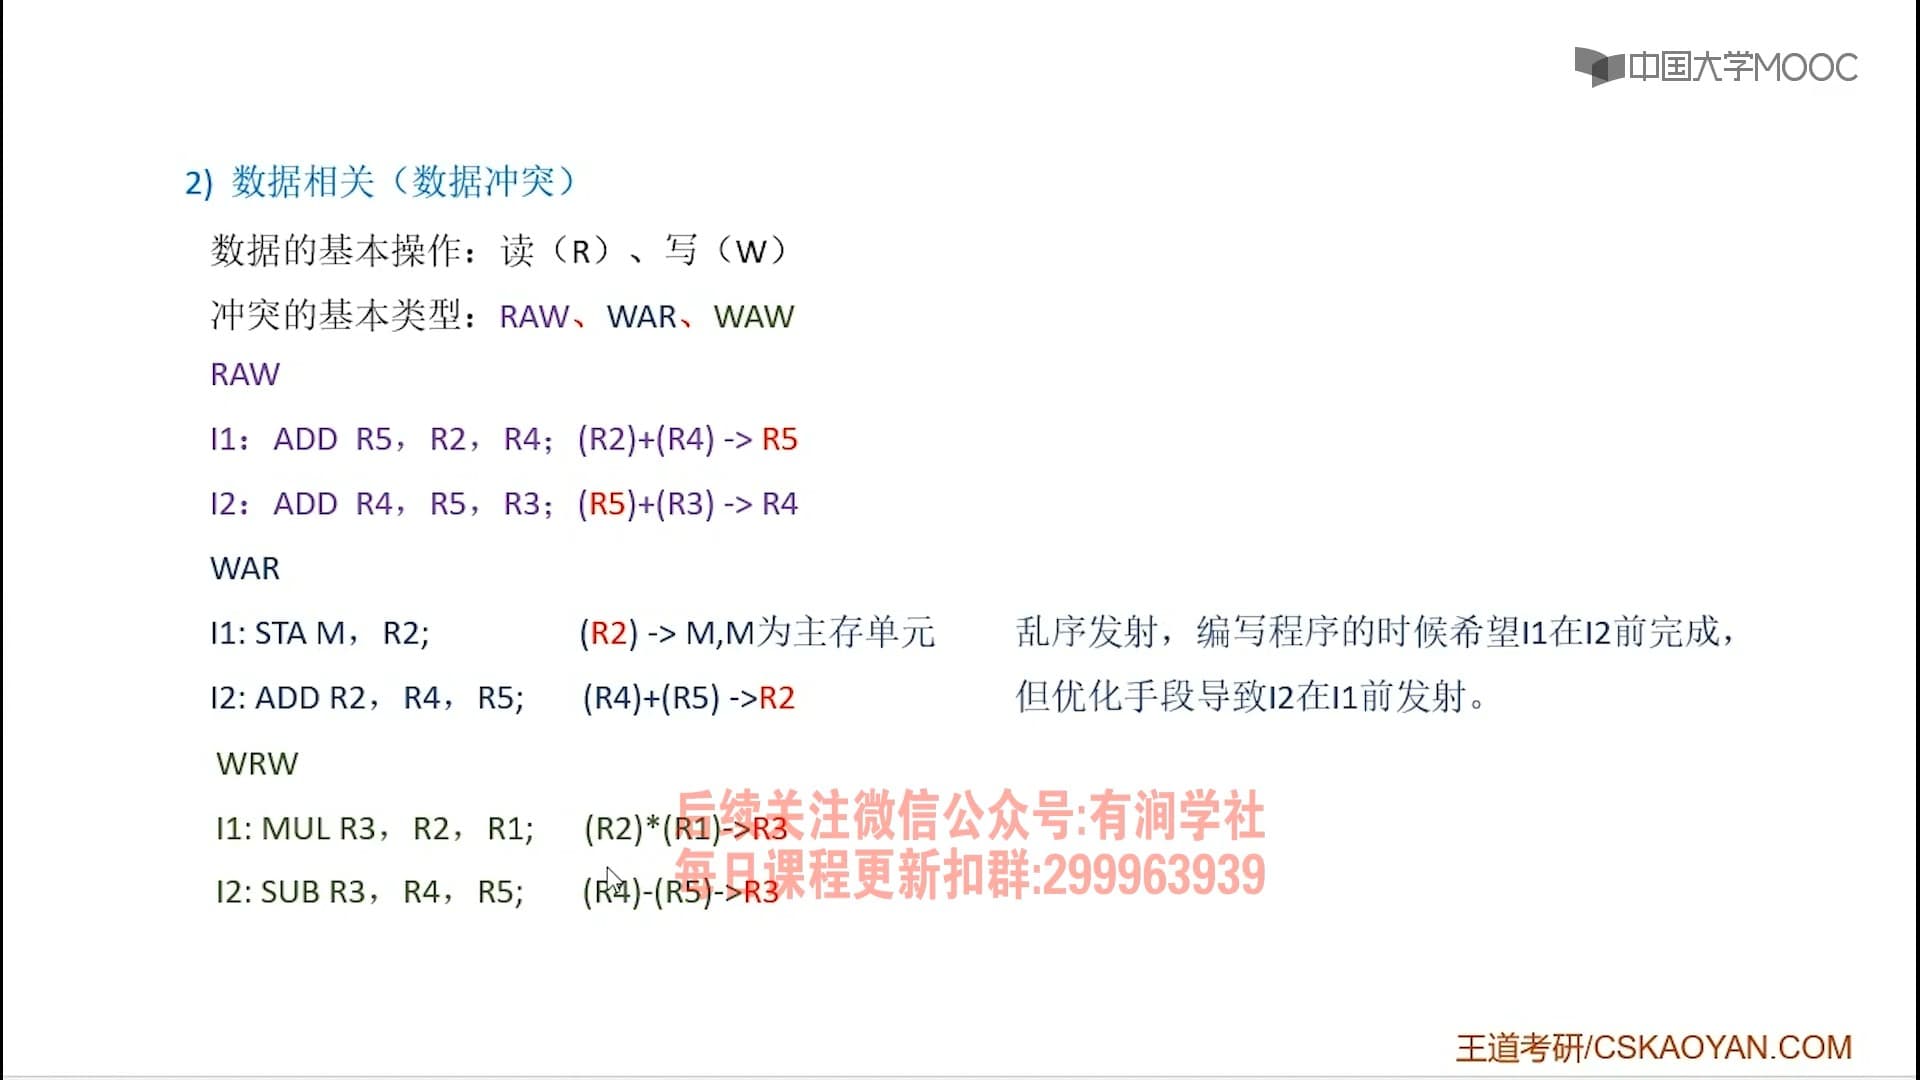 中国大学MOOC
2) 数据相关（数据冲突）
数据的基本操作：读（R）、写（W）
冲突的基本类型：RAW、WAR、WAW
RAW
I1： ADD R5，R2，R4；(R2)+(R4) -> R5
I2： ADD R4，R5，R3；(R5)+(R3) -> R4
WAR
I1: STA M，R2; (R2) -> M,M为主存单元 乱序发射，编写程序的时候希望I1在I2前完成，
I2: ADD R2，R4，R5; (R4)+(R5) ->R2 但优化手段导致I2在I1前发射。
WRW
I1: MUL R3，R2，R1; (R2)*(R1)->R3
I2: SUB R3，R4，R5; (R4)-(R5)->R3
后续关注微信公众号:有涧学社
每日课程更新扣群:299963939
王道考研/CSKAOYAN.COM